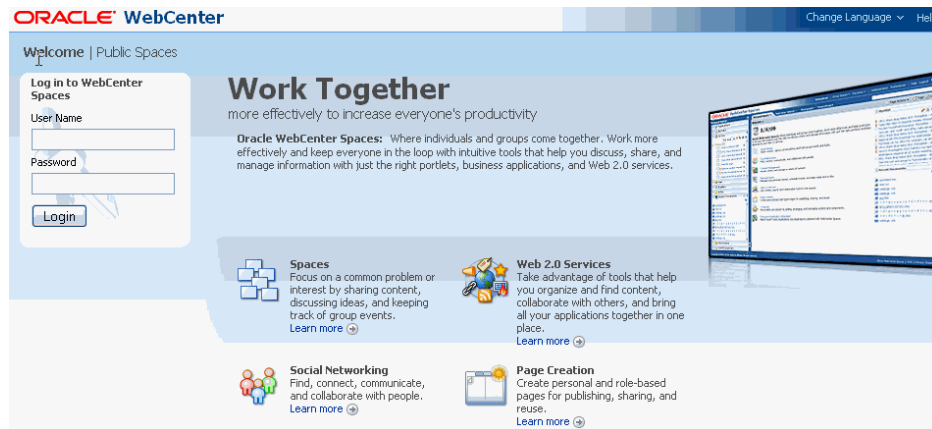 ORACLE WebCenter
Change Language
Welcome | Public Spaces
Log in to WebCenter
Spaces
User Name
Password
Login
Work Together
more effectively to increase everyone's productivity
Oracle WebCenter Spaces: Where individuals and groups come together. Work more
effectively and keep everyone in the loop with intuitive tools that help you discuss, share, and
manage information with just the right portlets, business applications, and Web 2.0 services.
Spaces
Focus on a common problem or
interest by sharing content,
discussing ideas, and keeping
track of group events.
Learn more
Web 2.0 Services
Take advantage of tools that help
you organize and find content,
collaborate with others, and bring
all your applications together in one
place.
Learn more
Social Networking
Find, connect, communicate,
and collaborate with people.
Learn more
Page Creation
Create personal and role-based
pages for publishing, sharing, and
reuse.
Learn more